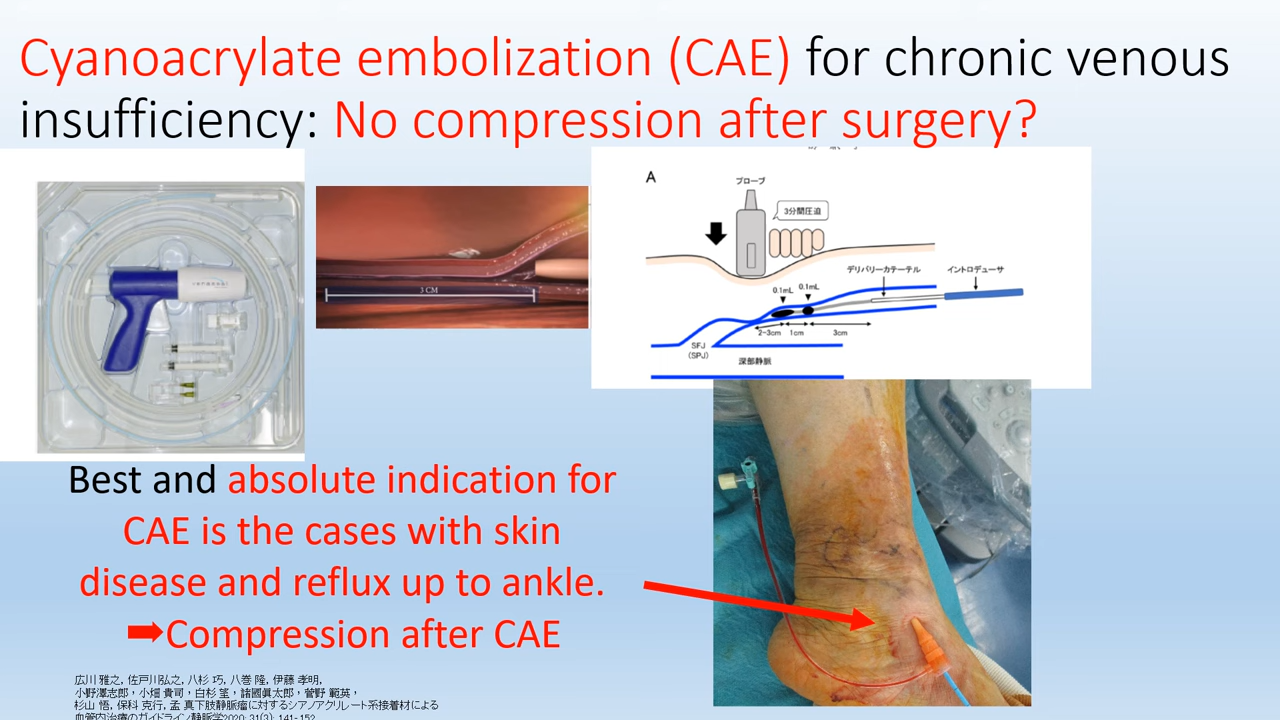 Cyanoacrylate embolization (CAE) for chronic venous
insufficiency: No compression after surgery?
A
プローブ
3分間圧迫
デリバリーカテーテル
イントロデューサ
0.1mL
0.1mL
2-3cm
1cm
3cm
SFJ
(SPJ)
深部静脈
3 CM
Best and absolute indication for
CAE is the cases with skin
disease and reflux up to ankle.
➡Compression after CAE
広川 雅之, 佐戸川弘之, 八杉 巧, 八巻 隆, 伊藤 孝明,
小野澤志郎, 小畑 貴司, 白杉 望, 諸國眞太郎, 菅野 範英,
杉山 悟, 保科 克行, 孟 真下肢静脈瘤に対するシアノアクリレート系接着材による
血管内治療のガイドライン静脈学2020; 31(3): 141-152